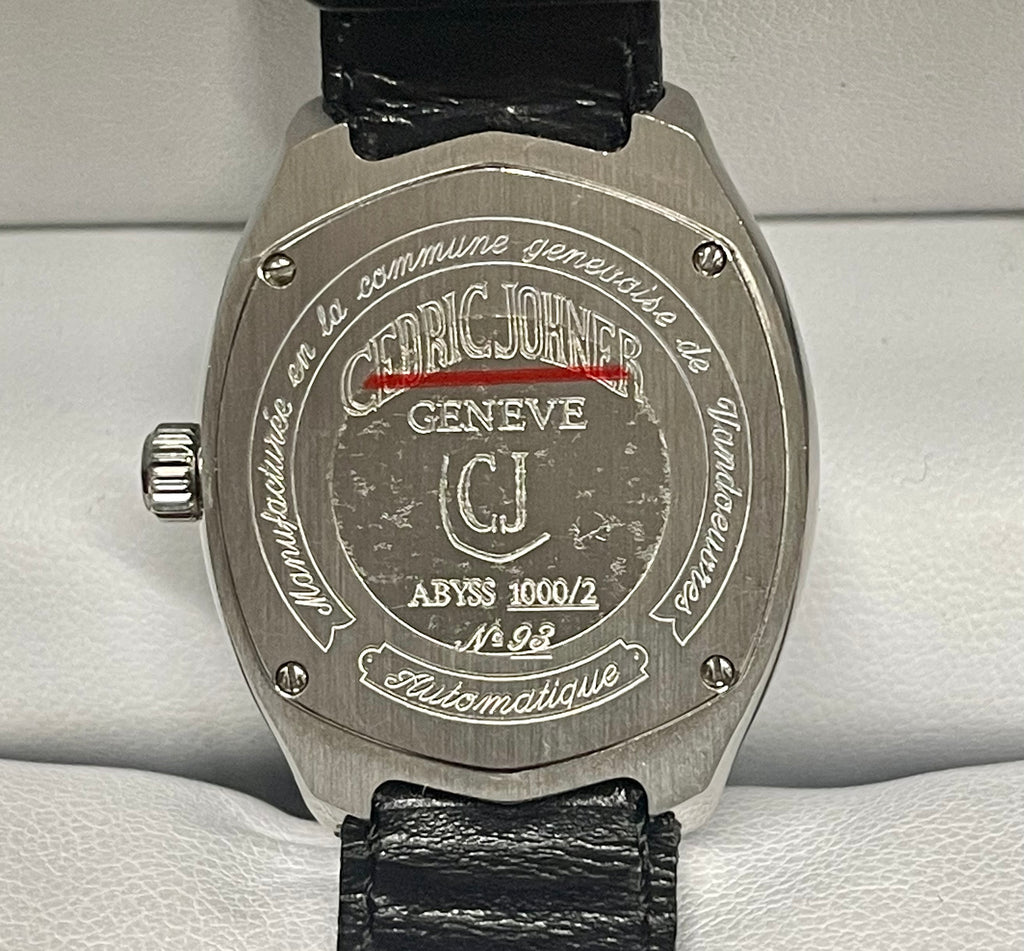 Manufacturée en la commune genevoise de Vandoeuvres
CEDRIC JOHNER
GENEVE
CJ
ABYSS 1000/2
Nº 93
Automatique